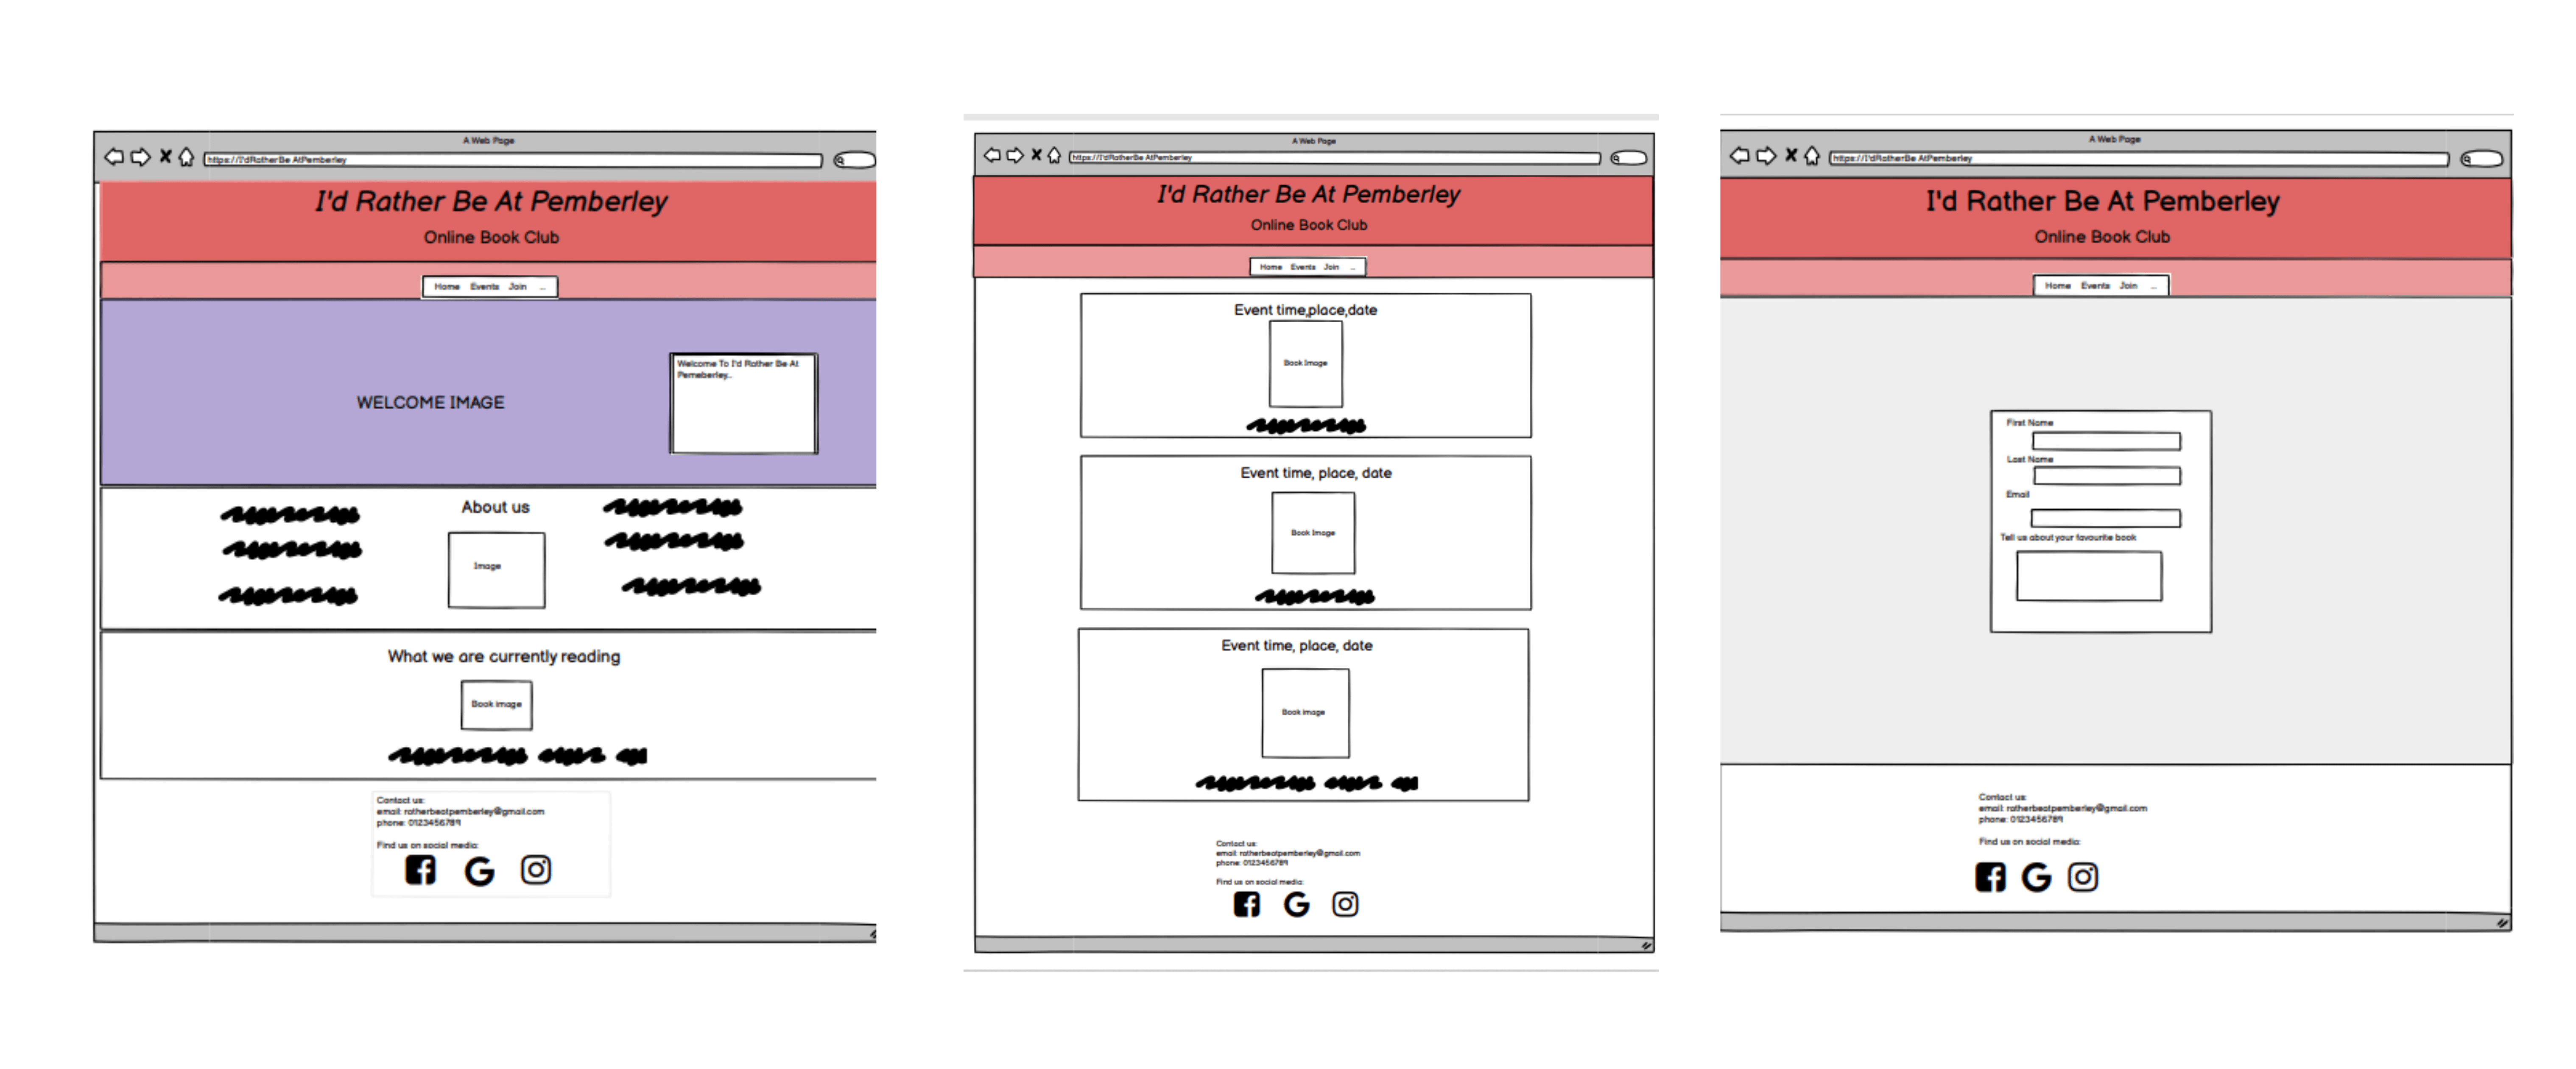 A Web Page
https://I'dRatherBe AtPemberley
I'd Rather Be At Pemberley
Online Book Club
Home Events Join ...
WELCOME IMAGE
Welcome To I'd Rather Be At
Pemeberley..
About us
Image
What we are currently reading
Book image
Contact us:
email: ratherbeatpemberley@gmail.com
phone: 0123456789
Find us on social media:
A Web Page
https://I'dRatherBe AtPemberley
I'd Rather Be At Pemberley
Online Book Club
Home Events Join ...
Event time,place,date
Book Image
Event time, place, date
Book Image
Event time, place, date
Book image
Contact us:
email: ratherbeatpemberley@gmail.com
phone: 0123456789
Find us on social media:
A Web Page
https://I'dRatherBe AtPemberley
I'd Rather Be At Pemberley
Online Book Club
Home Events Join ...
First Name
Last Name
Email
Tell us about your favourite book
Contact us:
email: ratherbeatpemberley@gmail.com
phone: 0123456789
Find us on social media: